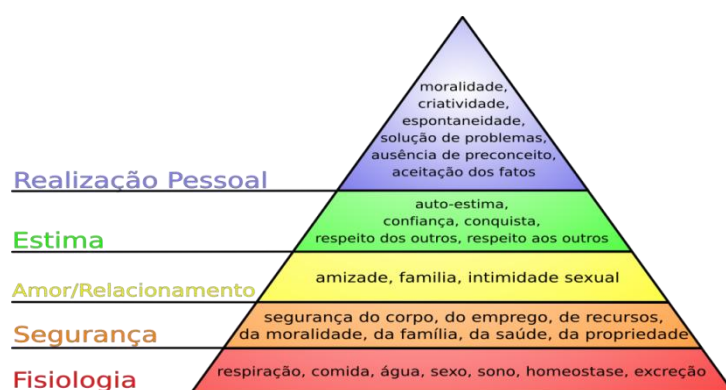 moralidade,
criatividade,
espontaneidade,
solução de problemas,
ausência de preconceito,
aceitação dos fatos
Realização Pessoal
auto-estima,
confiança, conquista,
respeito dos outros, respeito aos outros
Estima
amizade, familia, intimidade sexual
Amor/Relacionamento
segurança do corpo, do emprego, de recursos,
da moralidade, da família, da saúde, da propriedade
Segurança
respiração, comida, água, sexo, sono, homeostase, excreção
Fisiologia